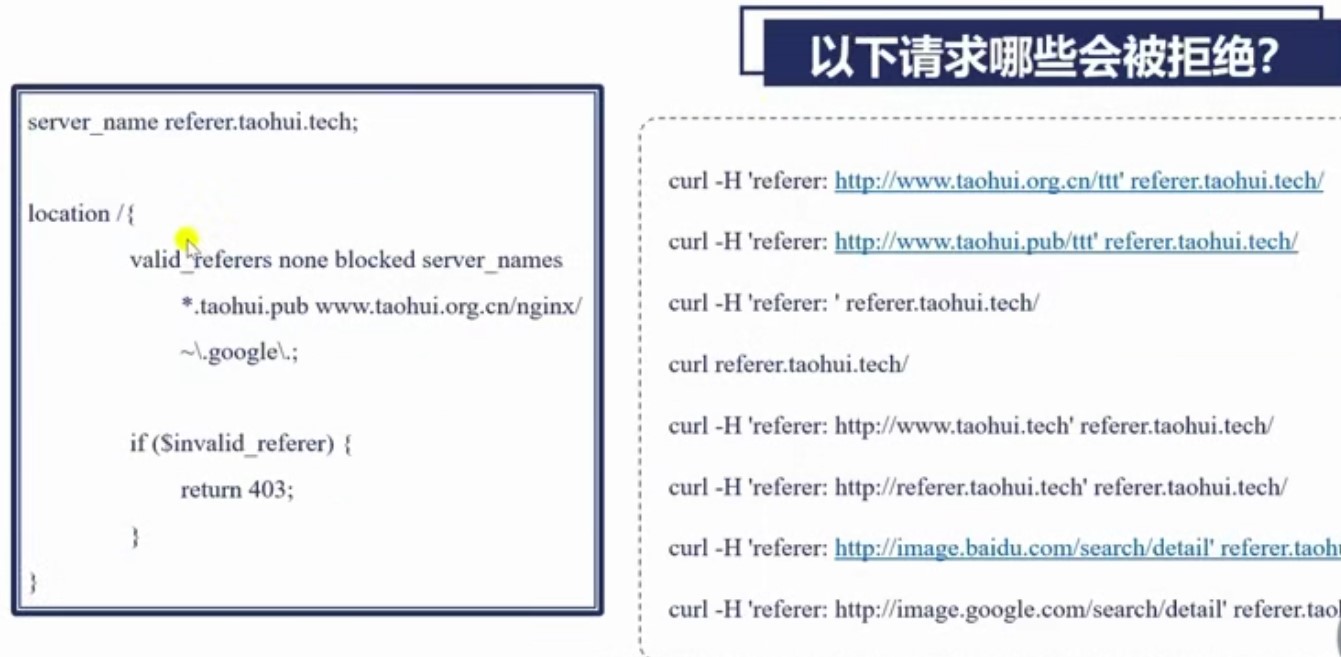 以下请求哪些会被拒绝？
server_name referer.taohui.tech;
location /{
valid_referers none blocked server_names
*.taohui.pub www.taohui.org.cn/nginx/
~\.google\.;
if ($invalid_referer) {
return 403;
}
}
curl -H 'referer: http://www.taohui.org.cn/ttt' referer.taohui.tech/
curl -H 'referer: http://www.taohui.pub/ttt' referer.taohui.tech/
curl -H 'referer: ' referer.taohui.tech/
curl referer.taohui.tech/
curl -H 'referer: http://www.taohui.tech' referer.taohui.tech/
curl -H 'referer: http://referer.taohui.tech' referer.taohui.tech/
curl -H 'referer: http://image.baidu.com/search/detail' referer.taoh
curl -H 'referer: http://image.google.com/search/detail' referer.tao